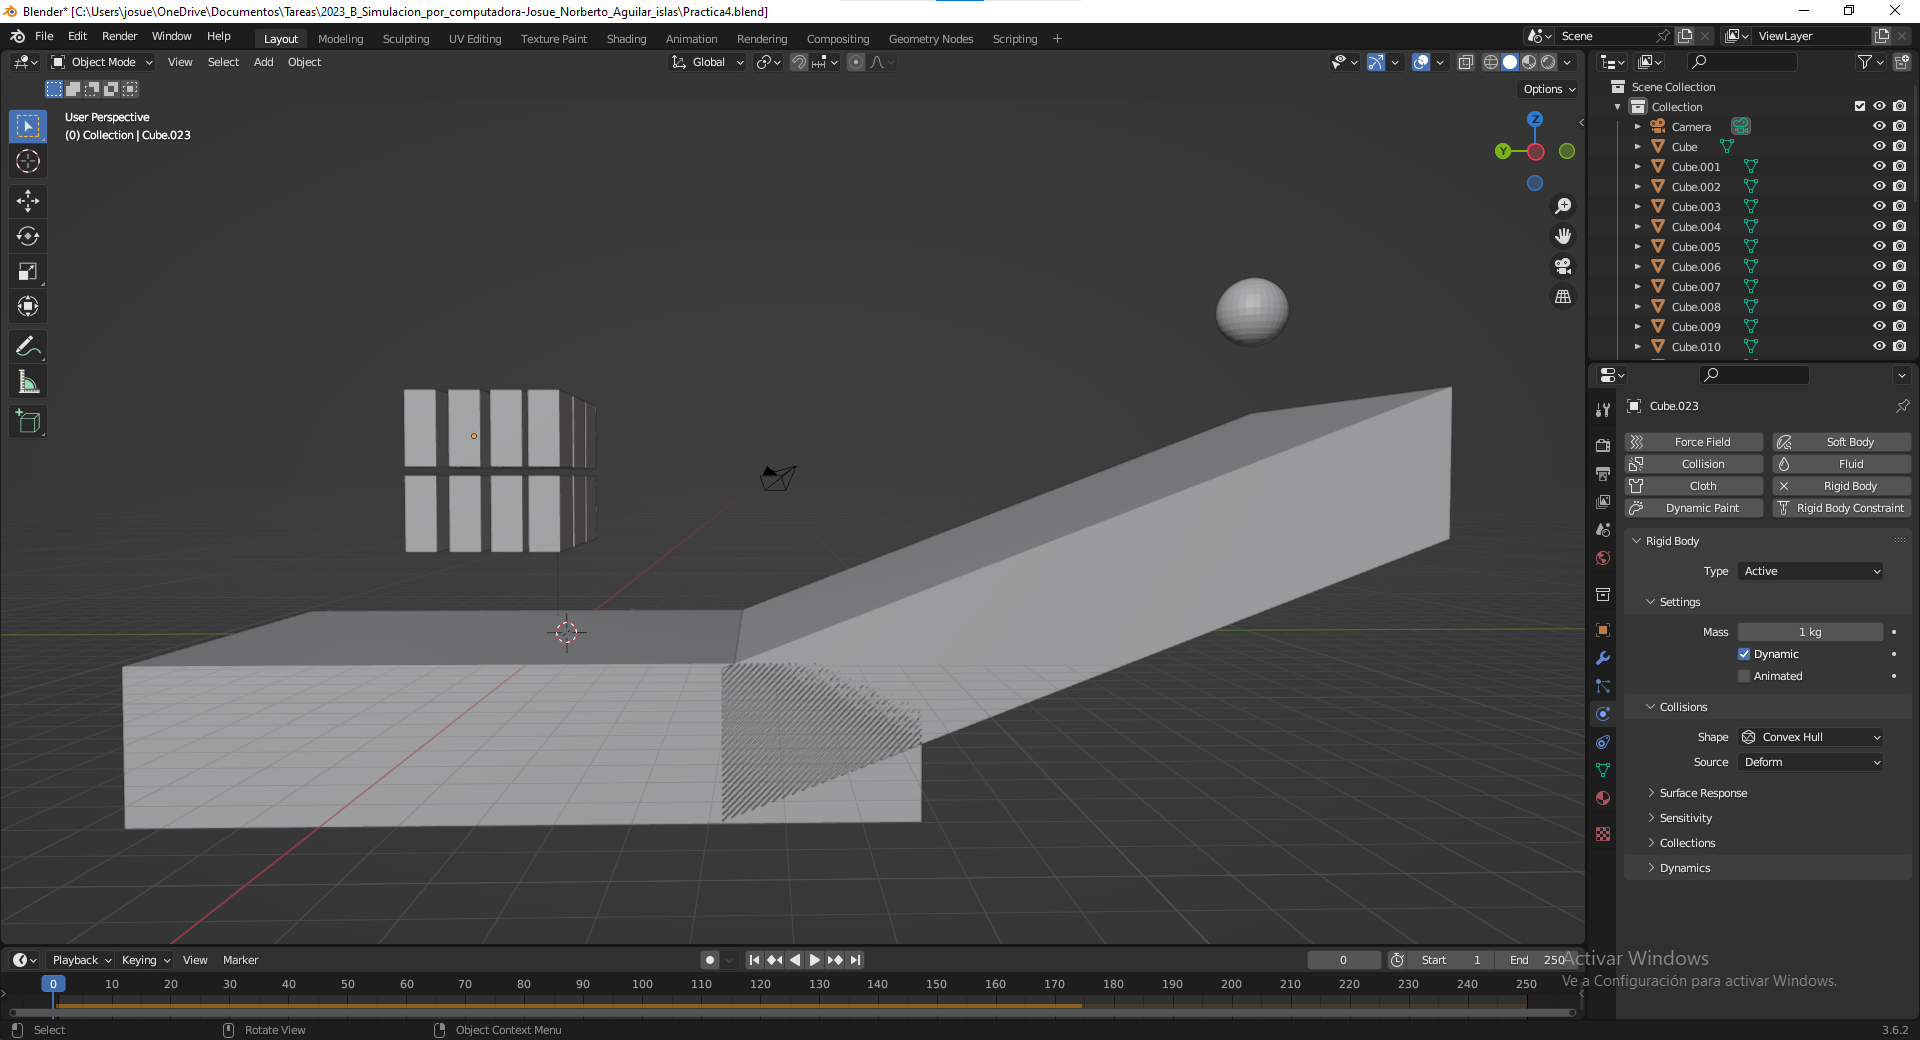 Blender* [C:\Users\josue\OneDrive\Documentos\Tareas\2023_B_Simulacion_por_computadora-Josue_Norberto_Aguilar_islas\Practica4.blend]
File Edit Render Window Help Layout Modeling Sculpting UV Editing Texture Paint Shading Animation Rendering Compositing Geometry Nodes Scripting + Scene ViewLayer
Object Mode View Select Add Object Global
Options
User Perspective
(0) Collection | Cube.023
Z
Y
Scene Collection
Collection
Camera
Cube
Cube.001
Cube.002
Cube.003
Cube.004
Cube.005
Cube.006
Cube.007
Cube.008
Cube.009
Cube.010
Cube.023
Force Field Soft Body
Collision Fluid
Cloth Rigid Body
Dynamic Paint Rigid Body Constraint
Rigid Body
Type Active
Settings
Mass 1 kg
Dynamic
Animated
Collisions
Shape Convex Hull
Source Deform
Surface Response
Sensitivity
Collections
Dynamics
Playback Keying View Marker 0 Start 1 End 250
0 10 20 30 40 50 60 70 80 90 100 110 120 130 140 150 160 170 180 190 200 210 220 230 240 250
Activar Windows
Ve a Configuración para activar Windows.
Select Rotate View Object Context Menu 3.6.2